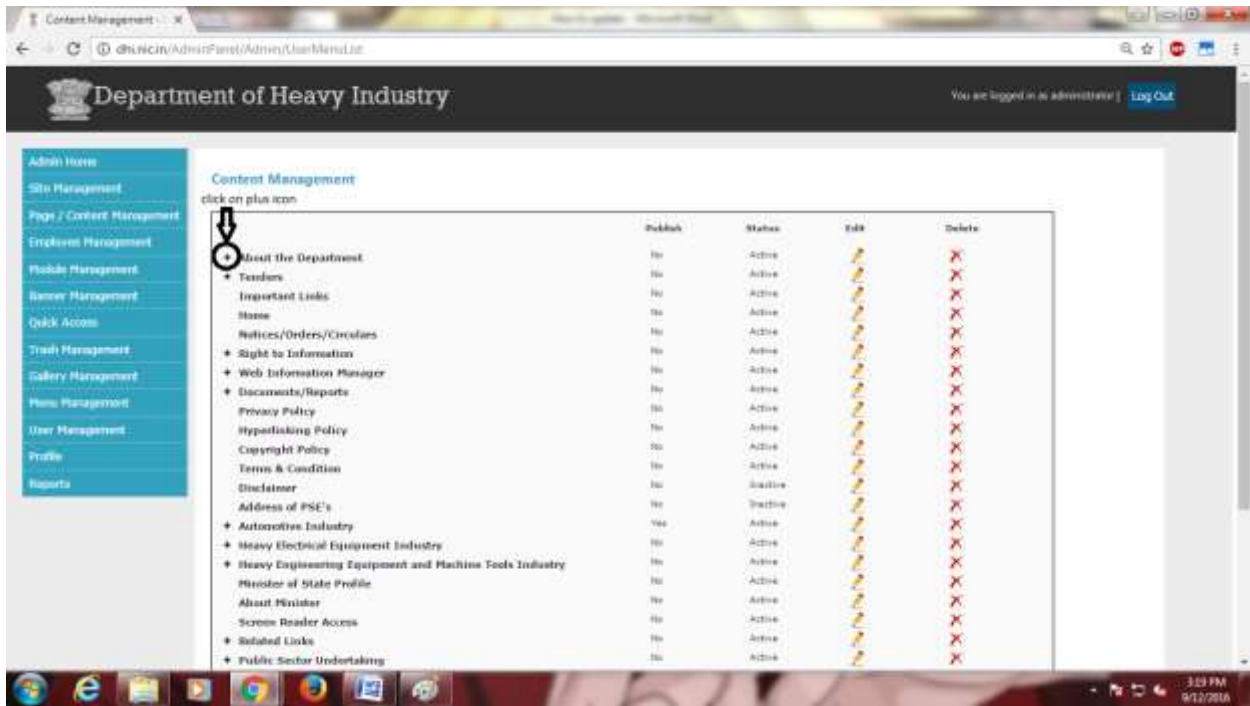 Content Management
How to update - Microsoft Word
dhi.nic.in/AdminPanel/Admin/UserMenuList
Department of Heavy Industry
You are logged in as administrator | Log Out
Admin Home
Site Management
Page / Content Management
Employee Management
Module Management
Banner Management
Quick Access
Trash Management
Gallery Management
Menu Management
User Management
Profile
Reports
Content Management
click on plus icon
Publish Status Edit Delete
+ About the Department No Active
+ Tenders No Active
Important Links No Active
Home No Active
Notices/Orders/Circulars No Active
+ Right to Information No Active
+ Web Information Manager No Active
+ Documents/Reports No Active
Privacy Policy No Active
Hyperlinking Policy No Active
Copyright Policy No Active
Terms & Condition No Active
Disclaimer No Inactive
Address of PSE's No Inactive
+ Automotive Industry Yes Active
+ Heavy Electrical Equipment Industry No Active
+ Heavy Engineering Equipment and Machine Tools Industry No Active
Minister of State Profile No Active
About Minister No Active
Screen Reader Access No Active
+ Related Links No Active
+ Public Sector Undertaking No Active
3:19 PM
9/12/2016